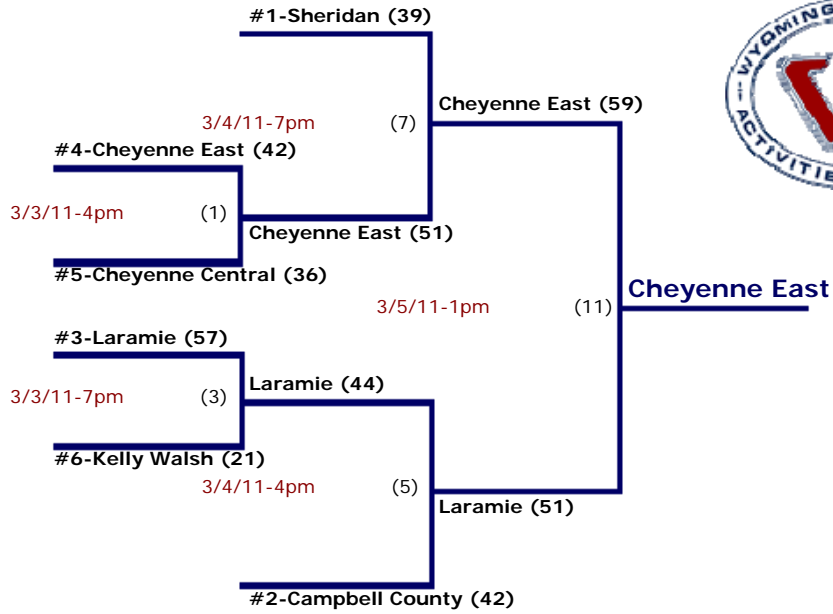 #1-Sheridan (39)
WYOMING
ACTIVITIE
Cheyenne East (59)
3/4/11-7pm (7)
#4-Cheyenne East (42)
3/3/11-4pm (1)
Cheyenne East (51)
#5-Cheyenne Central (36)
Cheyenne East
3/5/11-1pm (11)
#3-Laramie (57)
Laramie (44)
3/3/11-7pm (3)
#6-Kelly Walsh (21)
3/4/11-4pm (5)
Laramie (51)
#2-Campbell County (42)